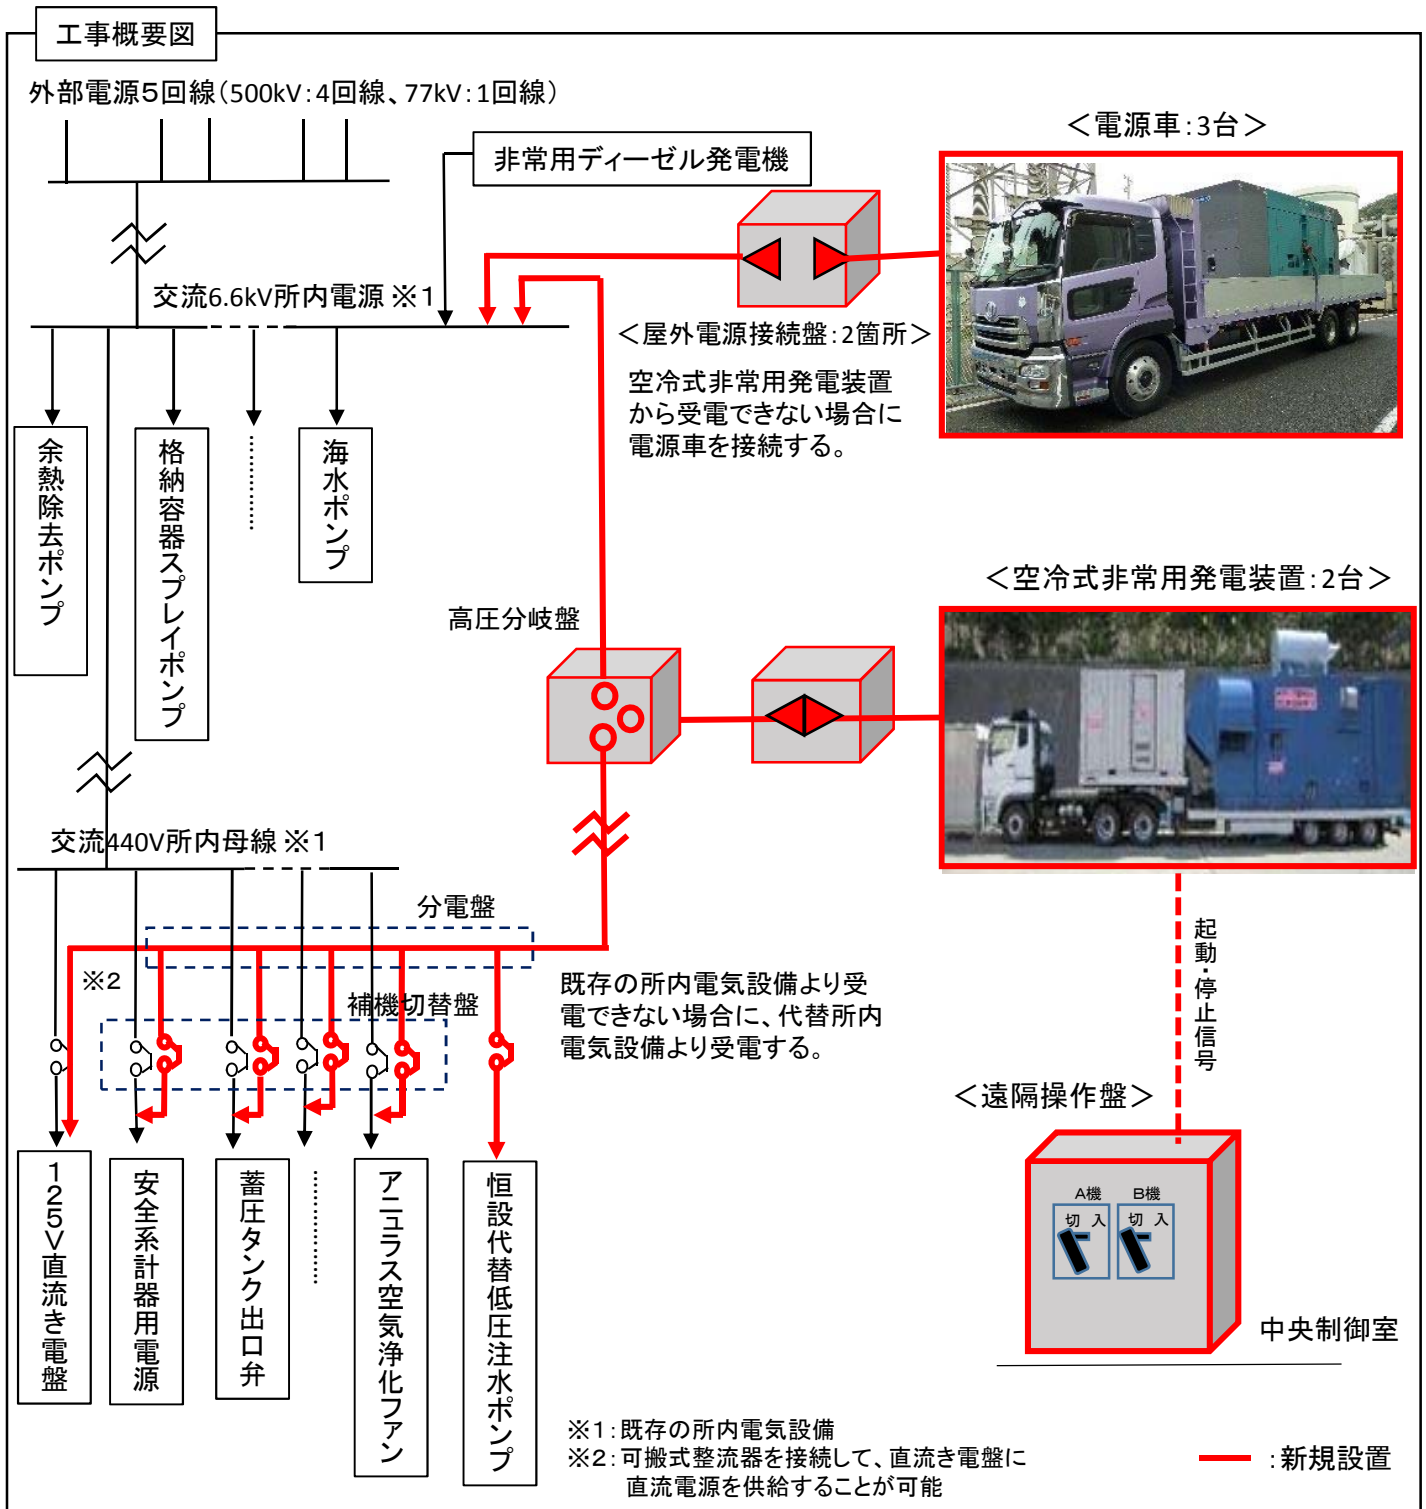 工事概要図
外部電源5回線(500kV:4回線、77kV:1回線)
非常用ディーゼル発電機
<電源車:3台>
交流6.6kV所内電源※1
<屋外電源接続盤:2箇所>
空冷式非常用発電装置
から受電できない場合に
電源車を接続する。
余熱除去ポンプ
格納容器スプレイポンプ
海水ポンプ
<空冷式非常用発電装置:2台>
高圧分岐盤
交流440V所内母線※1
分電盤
※2
補機切替盤
既存の所内電気設備より受
電できない場合に、代替所内
電気設備より受電する。
起動・停止信号
<遠隔操作盤>
A機 B機
切 入 切 入
中央制御室
125V直流き電盤
安全系計器用電源
蓄圧タンク出口弁
アニュラス空気浄化ファン
恒設代替低圧注水ポンプ
※1:既存の所内電気設備
※2:可搬式整流器を接続して、直流き電盤に
直流電源を供給することが可能
:新規設置